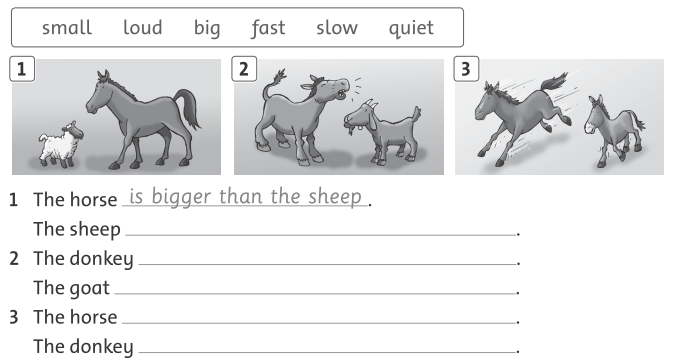 small loud big fast slow quiet
1 2 3
1 The horse is bigger than the sheep.
The sheep .
2 The donkey .
The goat .
3 The horse .
The donkey .